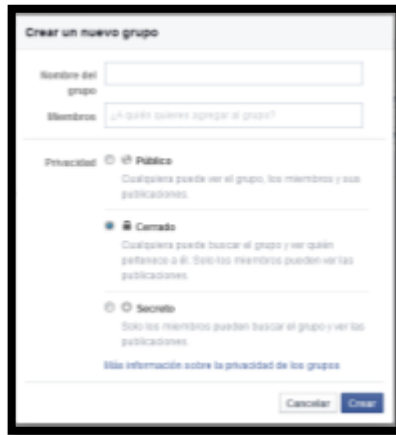 Crear un nuevo grupo
Nombre del
grupo
Miembros ¿A quién quieres agregar al grupo?
Privacidad Público
Cualquiera puede ver el grupo, los miembros y sus
publicaciones.
Cerrado
Cualquiera puede buscar el grupo y ver quién
pertenece a él. Solo los miembros pueden ver las
publicaciones.
Secreto
Solo los miembros pueden buscar el grupo y ver las
publicaciones.
Más información sobre la privacidad de los grupos
Cancelar Crear